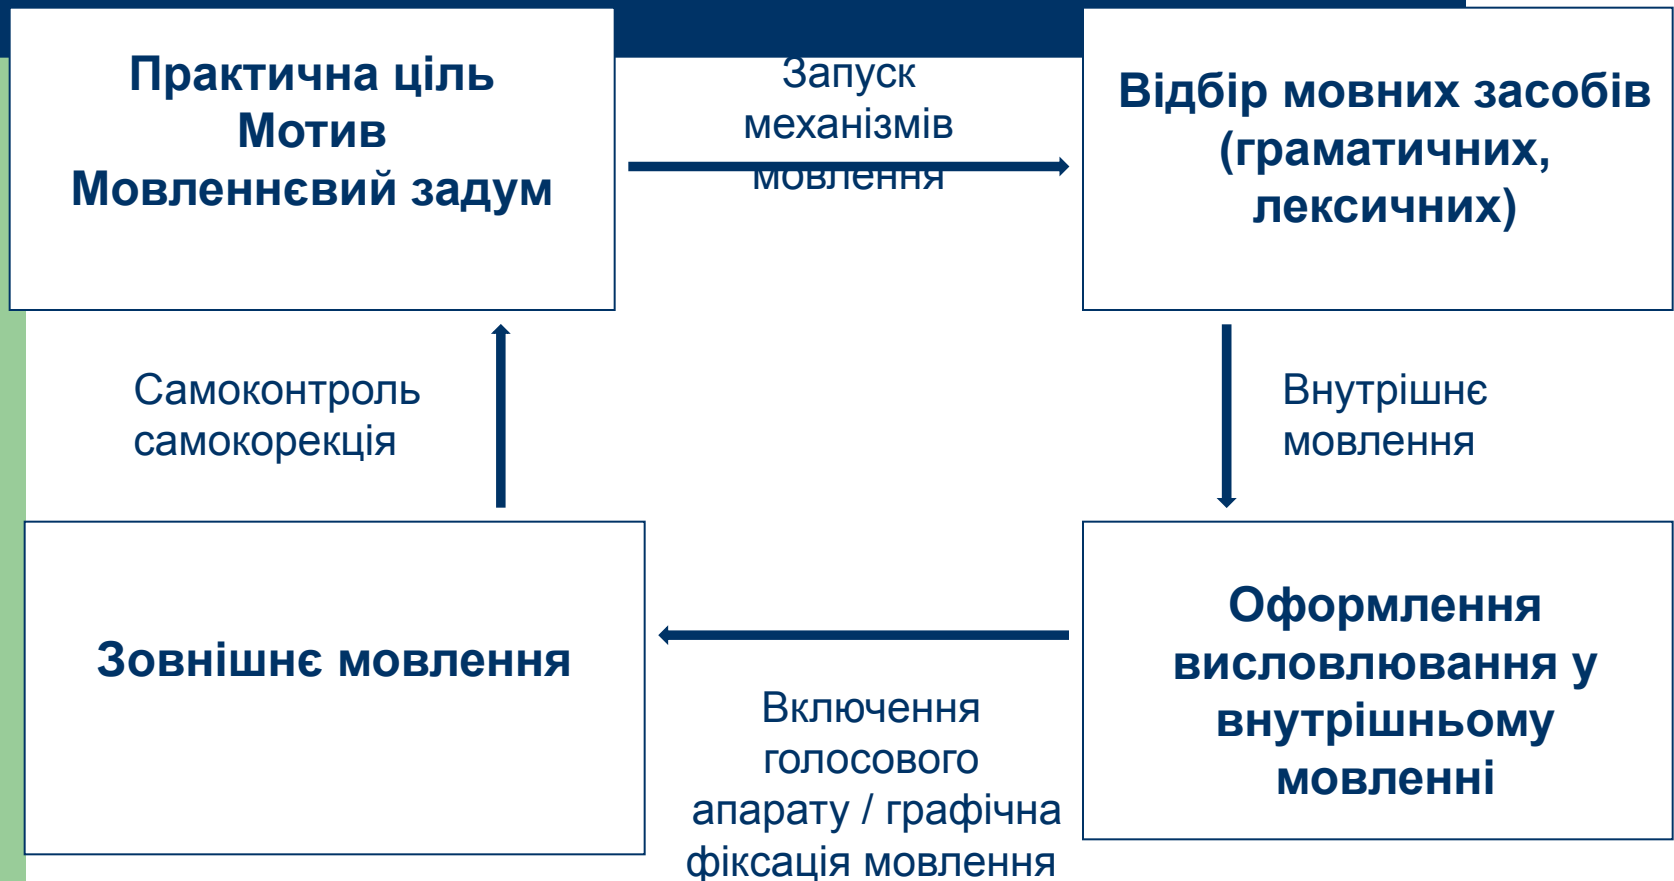 Практична ціль
Мотив
Мовленнєвий задум
Запуск
механізмів
мовлення
Відбір мовних засобів
(граматичних,
лексичних)
Самоконтроль
самокорекція
Внутрішнє
мовлення
Зовнішнє мовлення
Включення
голосового
апарату / графічна
фіксація мовлення
Оформлення
висловлювання у
внутрішньому
мовленні